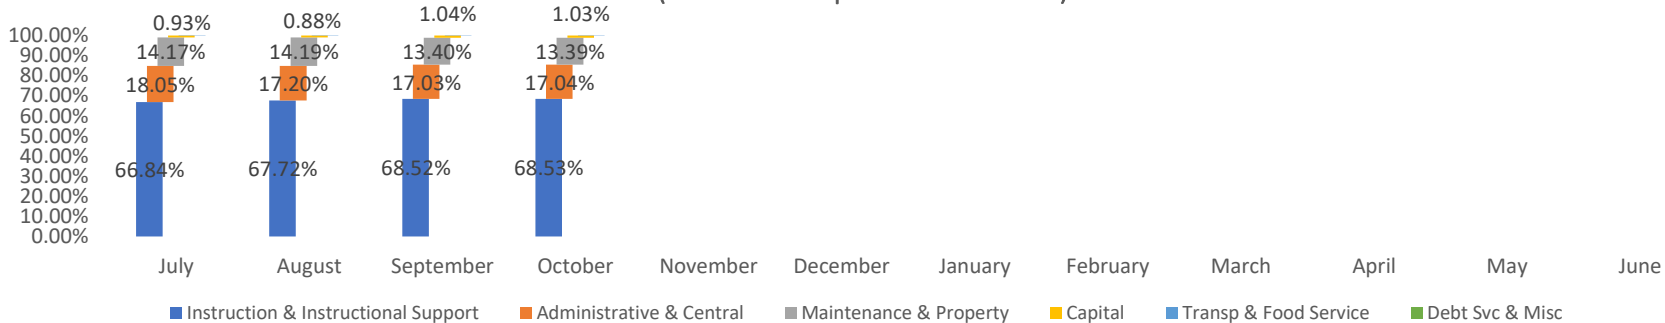 0.93% 0.88% 1.04% 1.03%
100.00%
90.00%
14.17% 14.19% 13.40% 13.39%
80.00%
18.05% 17.20% 17.03% 17.04%
70.00%
60.00%
50.00%
40.00%
66.84% 67.72% 68.52% 68.53%
30.00%
20.00%
10.00%
0.00%
July August September October November December January February March April May June
Instruction & Instructional Support Administrative & Central Maintenance & Property Capital Transp & Food Service Debt Svc & Misc